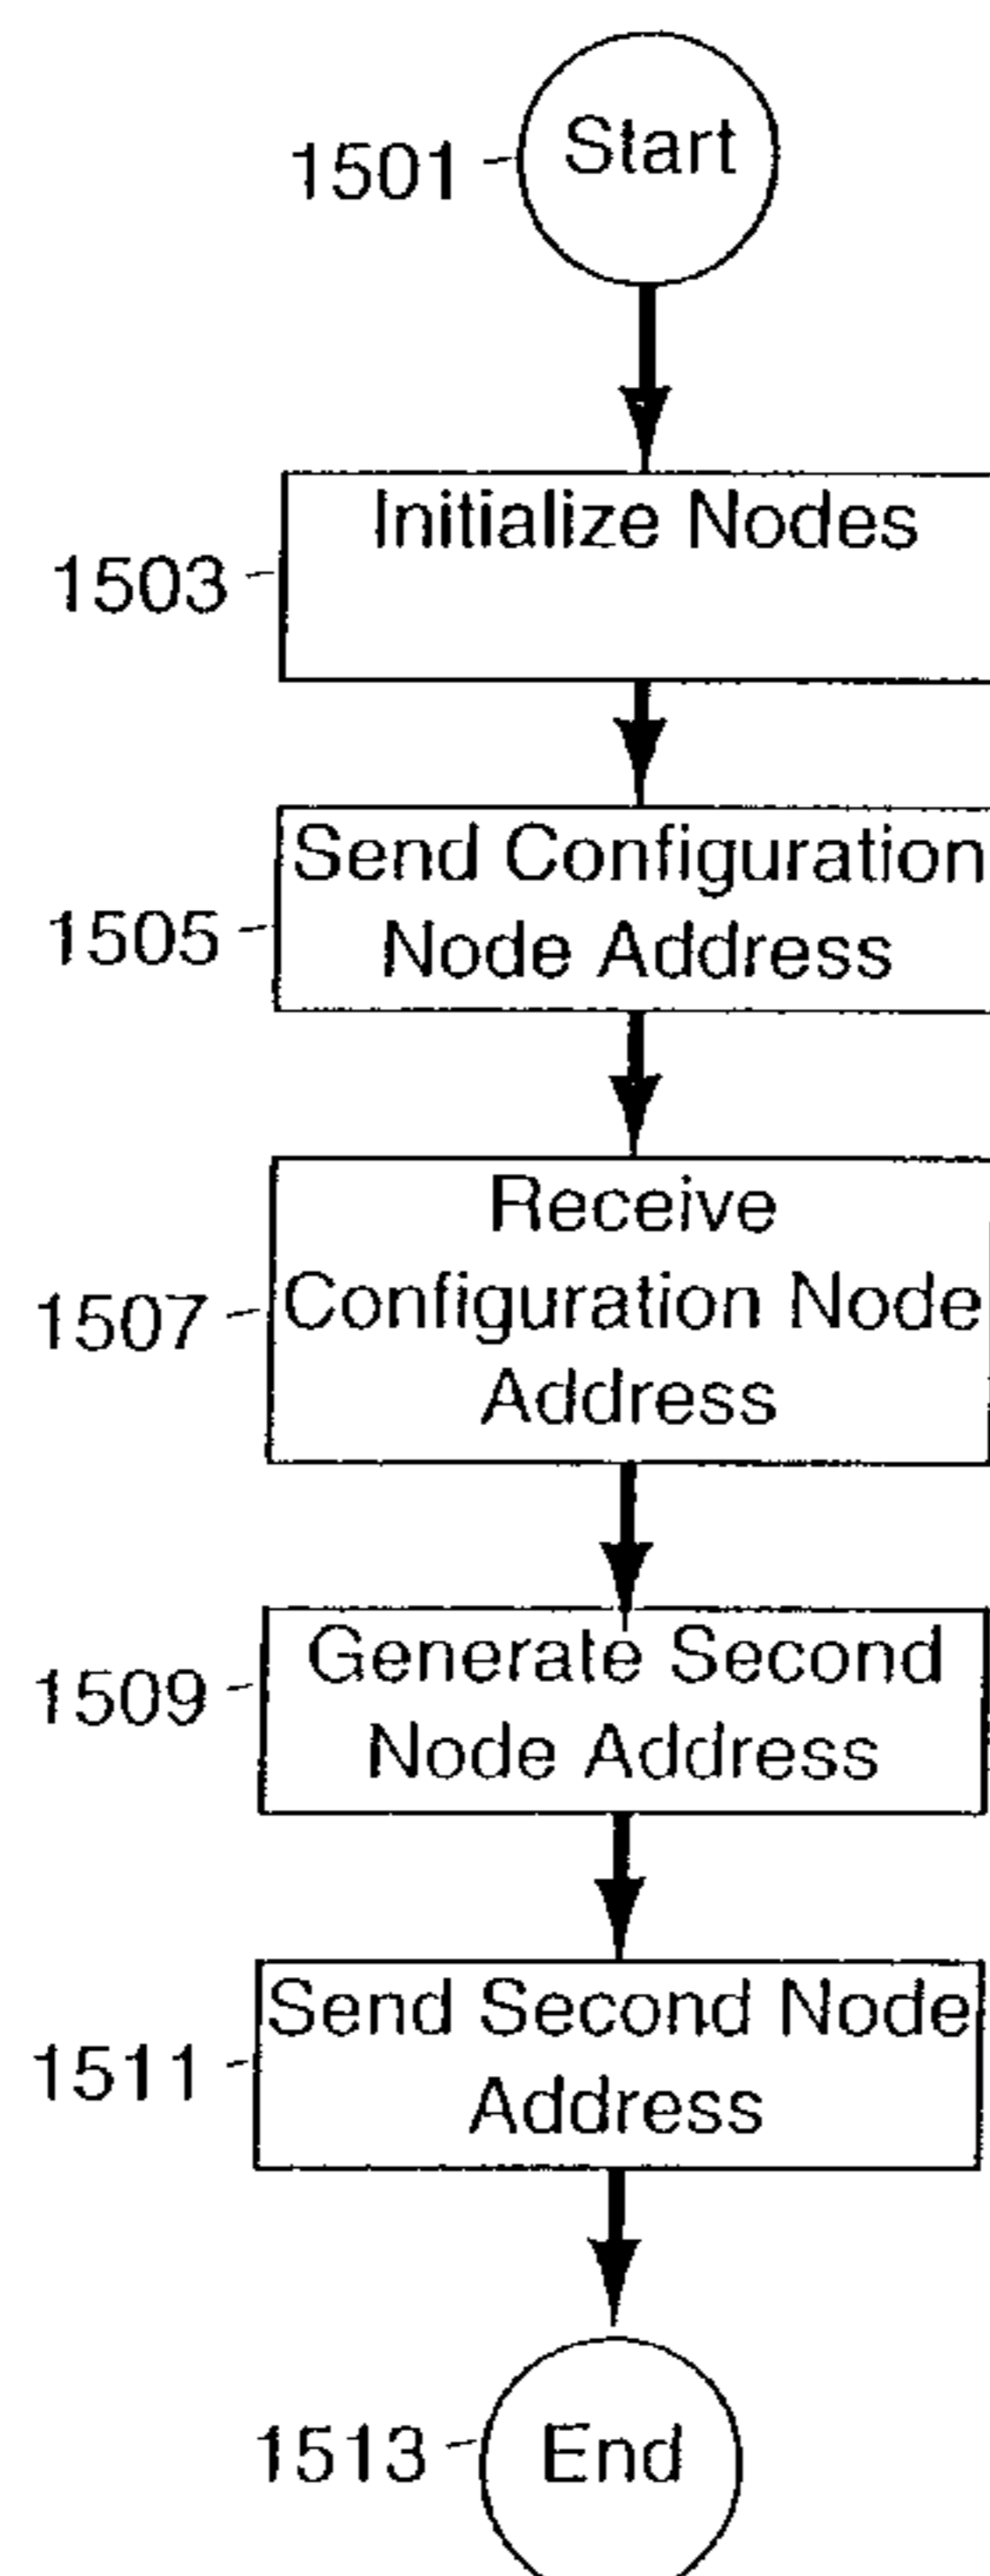 Start
1501
Initialize Nodes
1503
Send Configuration
Node Address
1505
Receive
Configuration Node
Address
1507
Generate Second
Node Address
1509
Send Second Node
Address
1511
End
1513